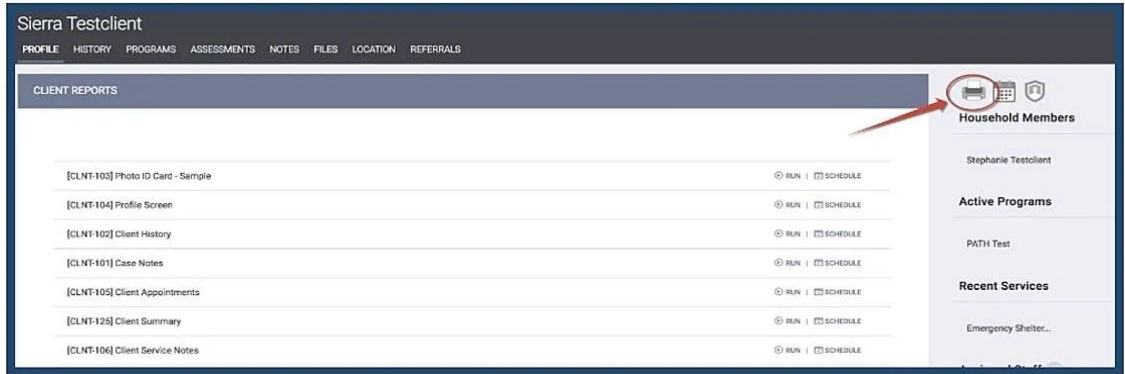 Sierra Testclient
PROFILE HISTORY PROGRAMS ASSESSMENTS NOTES FILES LOCATION REFERRALS
CLIENT REPORTS
[CLNT-103] Photo ID Card - Sample RUN | SCHEDULE
[CLNT-104] Profile Screen RUN | SCHEDULE
[CLNT-102] Client History RUN | SCHEDULE
[CLNT-101] Case Notes RUN | SCHEDULE
[CLNT-105] Client Appointments RUN | SCHEDULE
[CLNT-125] Client Summary RUN | SCHEDULE
[CLNT-106] Client Service Notes RUN | SCHEDULE
Household Members
Stephanie Testclient
Active Programs
PATH Test
Recent Services
Emergency Shelter...